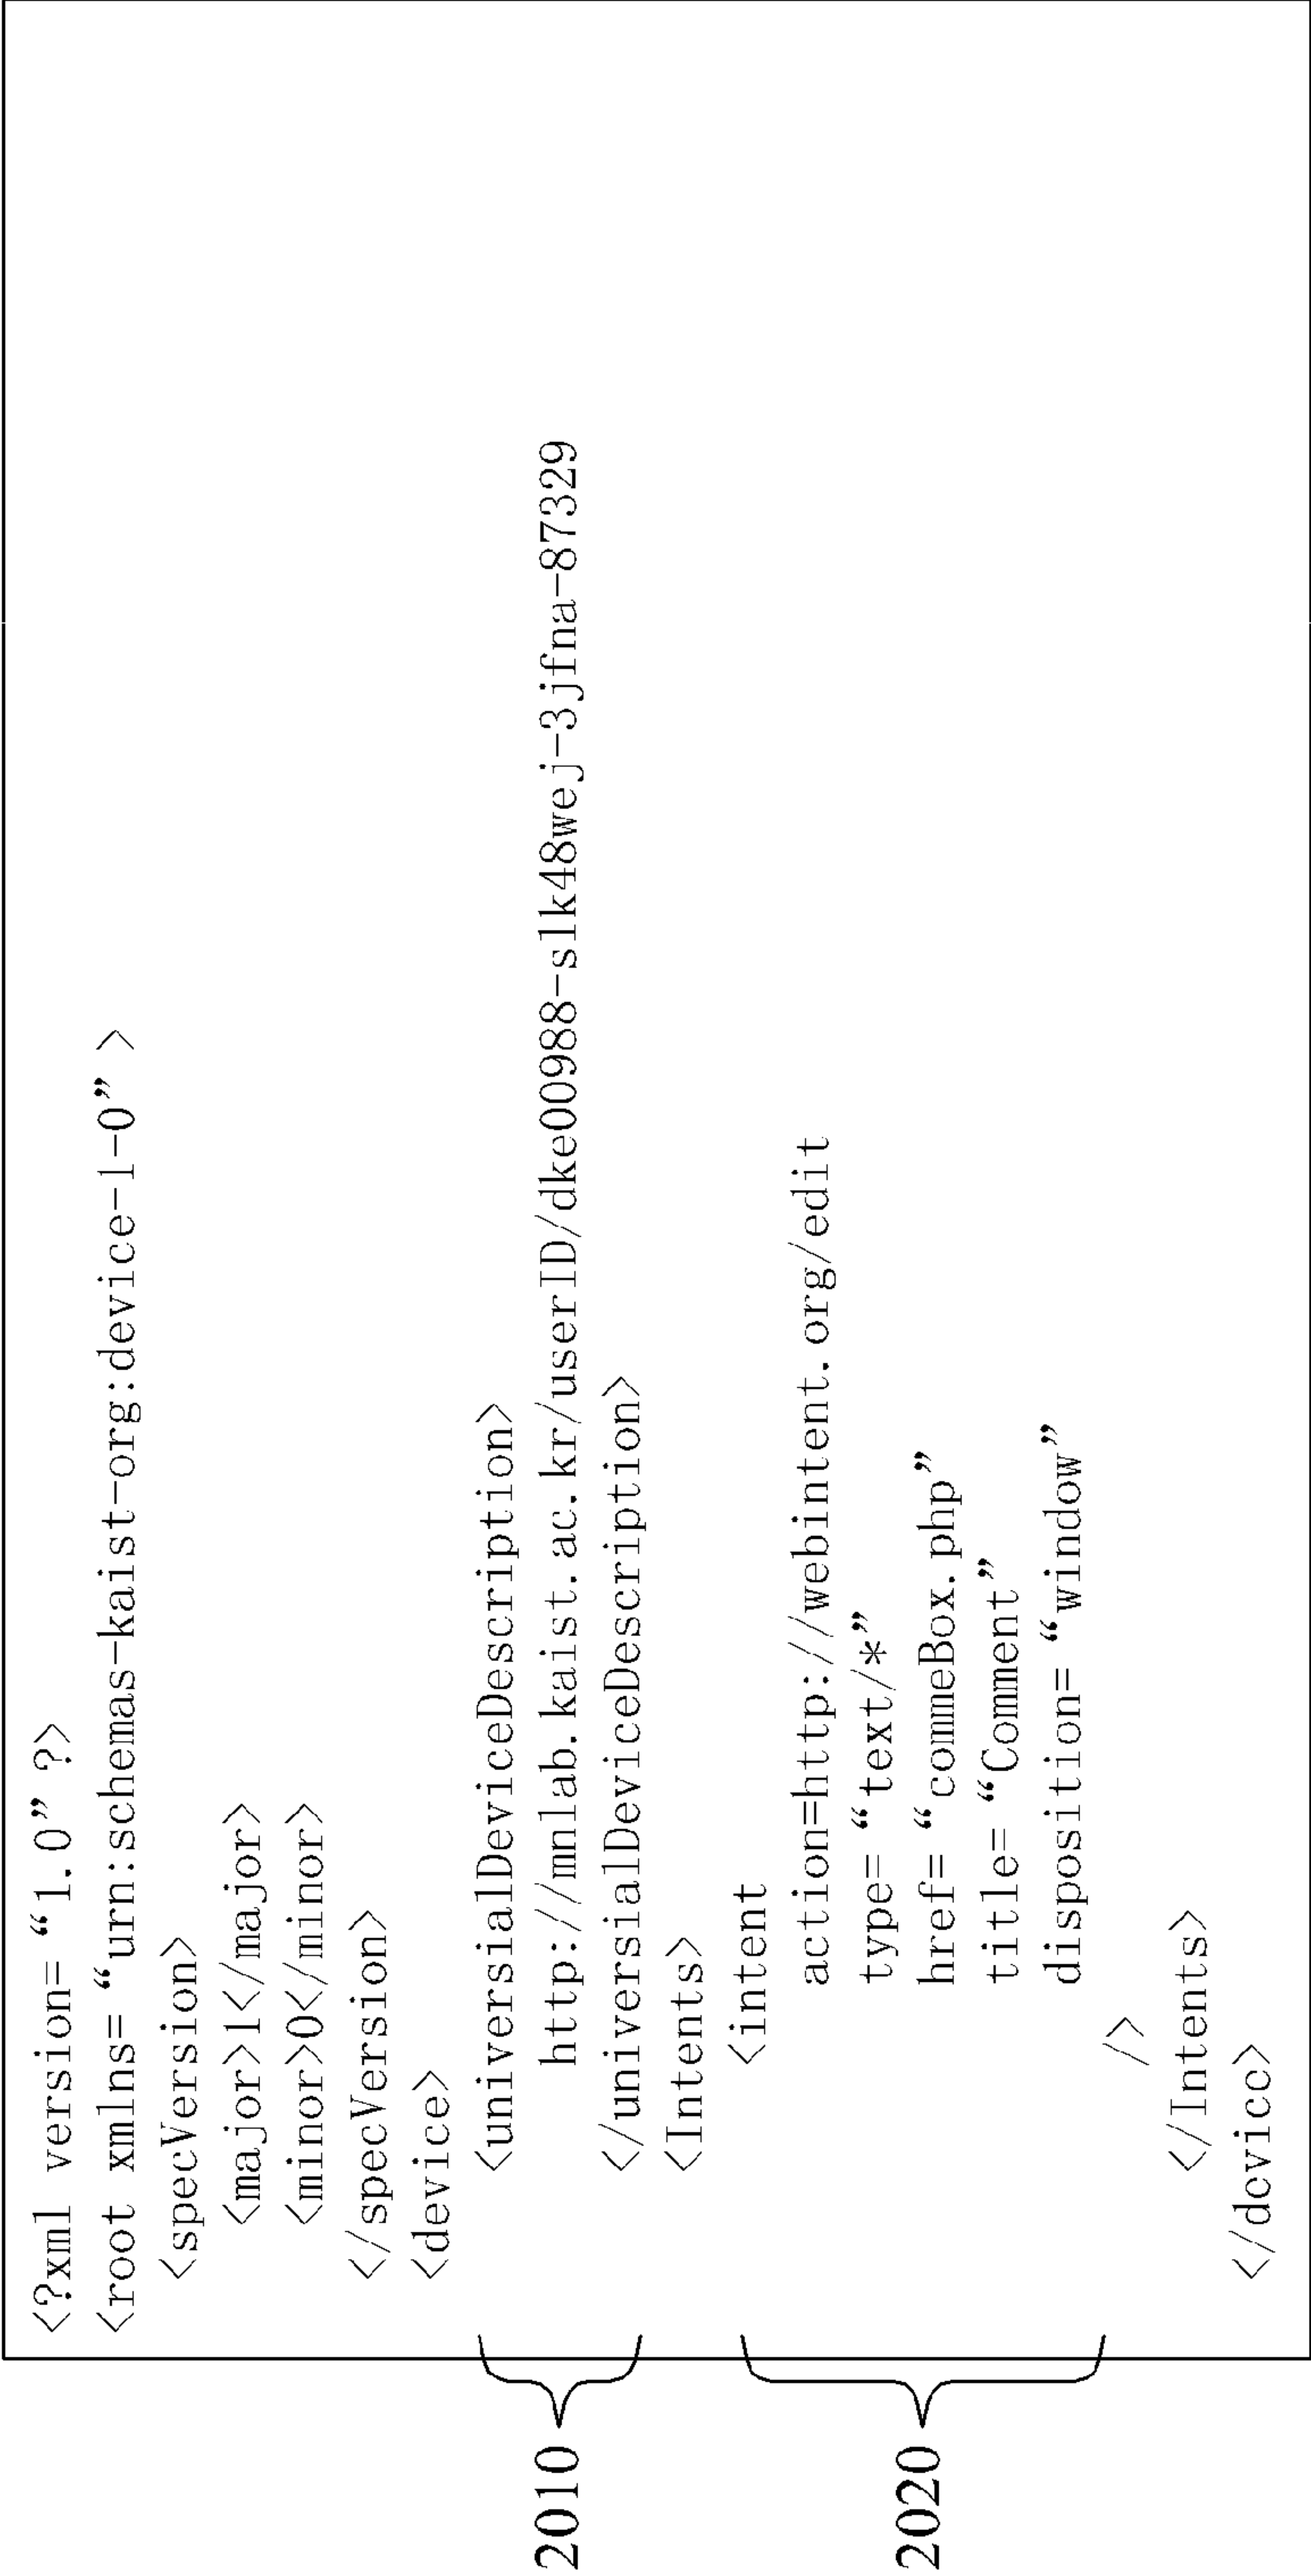 <?xml version= “1.0” ?>
<root xmlns= “urn:schemas-kaist-org:device-1-0” >
<specVersion>
<major>1</major>
<minor>0</minor>
</specVersion>
<device>
<universialDeviceDescription>
2010
http://mnlab.kaist.ac.kr/userID/dke00988-slk48wej-3jfna-87329
</universialDeviceDescription>
<Intents>
<intent
action=http://webintent.org/edit
type= “text/*”
2020
href= “commeBox.php”
title= “Comment”
disposition= “window”
/>
</Intents>
</device>